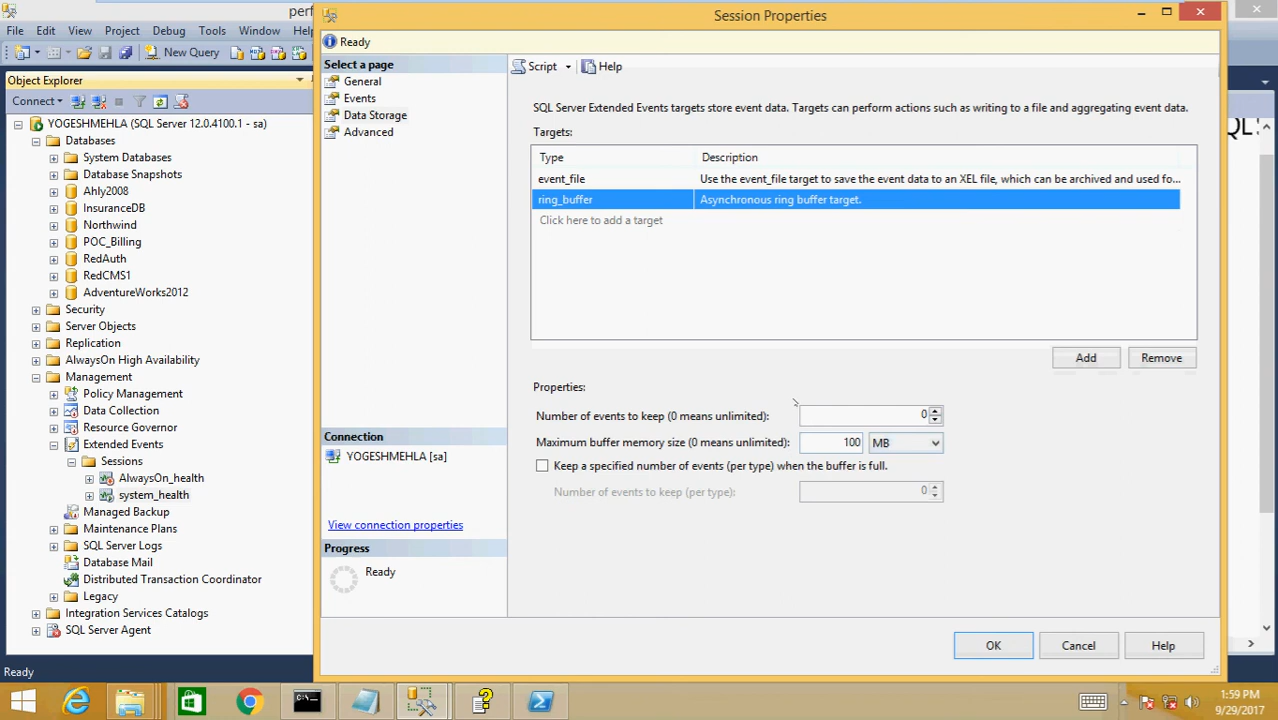 perf
Session Properties
File Edit View Project Debug Tools Window Help
Ready
New Query
Select a page
General
Events
Data Storage
Advanced
Script Help
Object Explorer
Connect
YOGESHMEHLA (SQL Server 12.0.4100.1 - sa)
Databases
System Databases
Database Snapshots
Ahly2008
InsuranceDB
Northwind
POC_Billing
RedAuth
RedCMS1
AdventureWorks2012
Security
Server Objects
Replication
AlwaysOn High Availability
Management
Policy Management
Data Collection
Resource Governor
Extended Events
Sessions
AlwaysOn_health
system_health
Managed Backup
Maintenance Plans
SQL Server Logs
Database Mail
Distributed Transaction Coordinator
Legacy
Integration Services Catalogs
SQL Server Agent
SQL Server Extended Events targets store event data. Targets can perform actions such as writing to a file and aggregating event data.
Targets:
Type Description
event_file Use the event_file target to save the event data to an XEL file, which can be archived and used fo...
ring_buffer Asynchronous ring buffer target.
Click here to add a target
Add Remove
Properties:
Number of events to keep (0 means unlimited): 0
Maximum buffer memory size (0 means unlimited): 100 MB
Keep a specified number of events (per type) when the buffer is full.
Number of events to keep (per type): 0
Connection
YOGESHMEHLA [sa]
View connection properties
Progress
Ready
OK Cancel Help
Ready
1:59 PM
9/29/2017